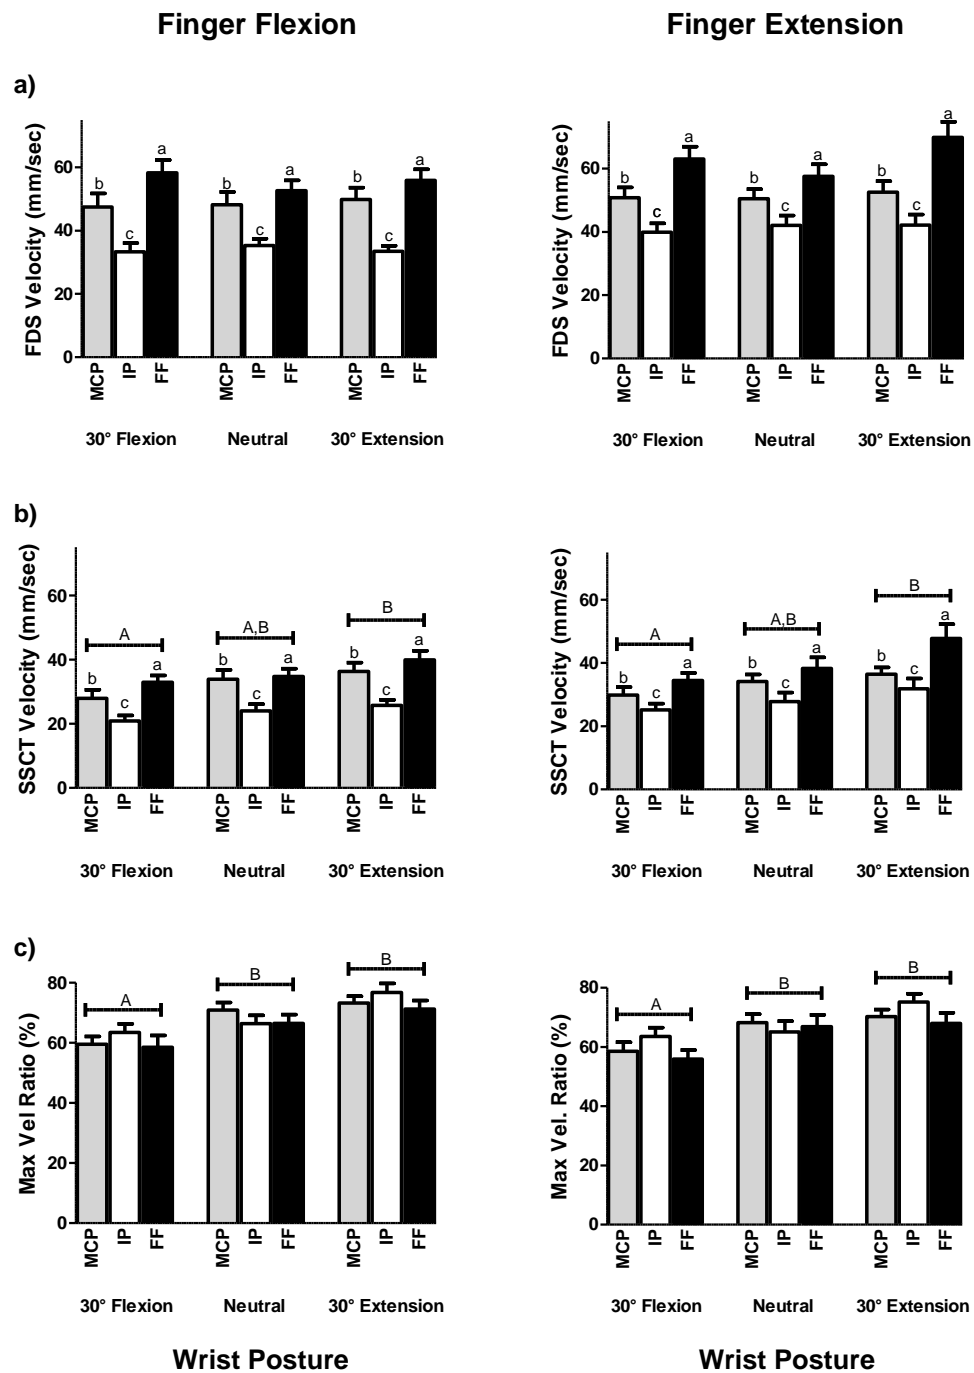 Finger Flexion
Finger Extension
a)
FDS Velocity (mm/sec)
60
40
20
0
b
c
a
b
c
a
b
c
a
MCP
IP
FF
MCP
IP
FF
MCP
IP
FF
30° Flexion
Neutral
30° Extension
FDS Velocity (mm/sec)
60
40
20
0
b
c
a
b
c
a
b
c
a
MCP
IP
FF
MCP
IP
FF
MCP
IP
FF
30° Flexion
Neutral
30° Extension
b)
SSCT Velocity (mm/sec)
60
40
20
0
A
A,B
B
b
c
a
b
c
a
b
c
a
MCP
IP
FF
MCP
IP
FF
MCP
IP
FF
30° Flexion
Neutral
30° Extension
SSCT Velocity (mm/sec)
60
40
20
0
A
A,B
B
b
c
a
b
c
a
b
c
a
MCP
IP
FF
MCP
IP
FF
MCP
IP
FF
30° Flexion
Neutral
30° Extension
c)
Max Vel Ratio (%)
80
60
40
20
0
A
B
B
MCP
IP
FF
MCP
IP
FF
MCP
IP
FF
30° Flexion
Neutral
30° Extension
Max Vel. Ratio (%)
80
60
40
20
0
A
B
B
MCP
IP
FF
MCP
IP
FF
MCP
IP
FF
30° Flexion
Neutral
30° Extension
Wrist Posture
Wrist Posture